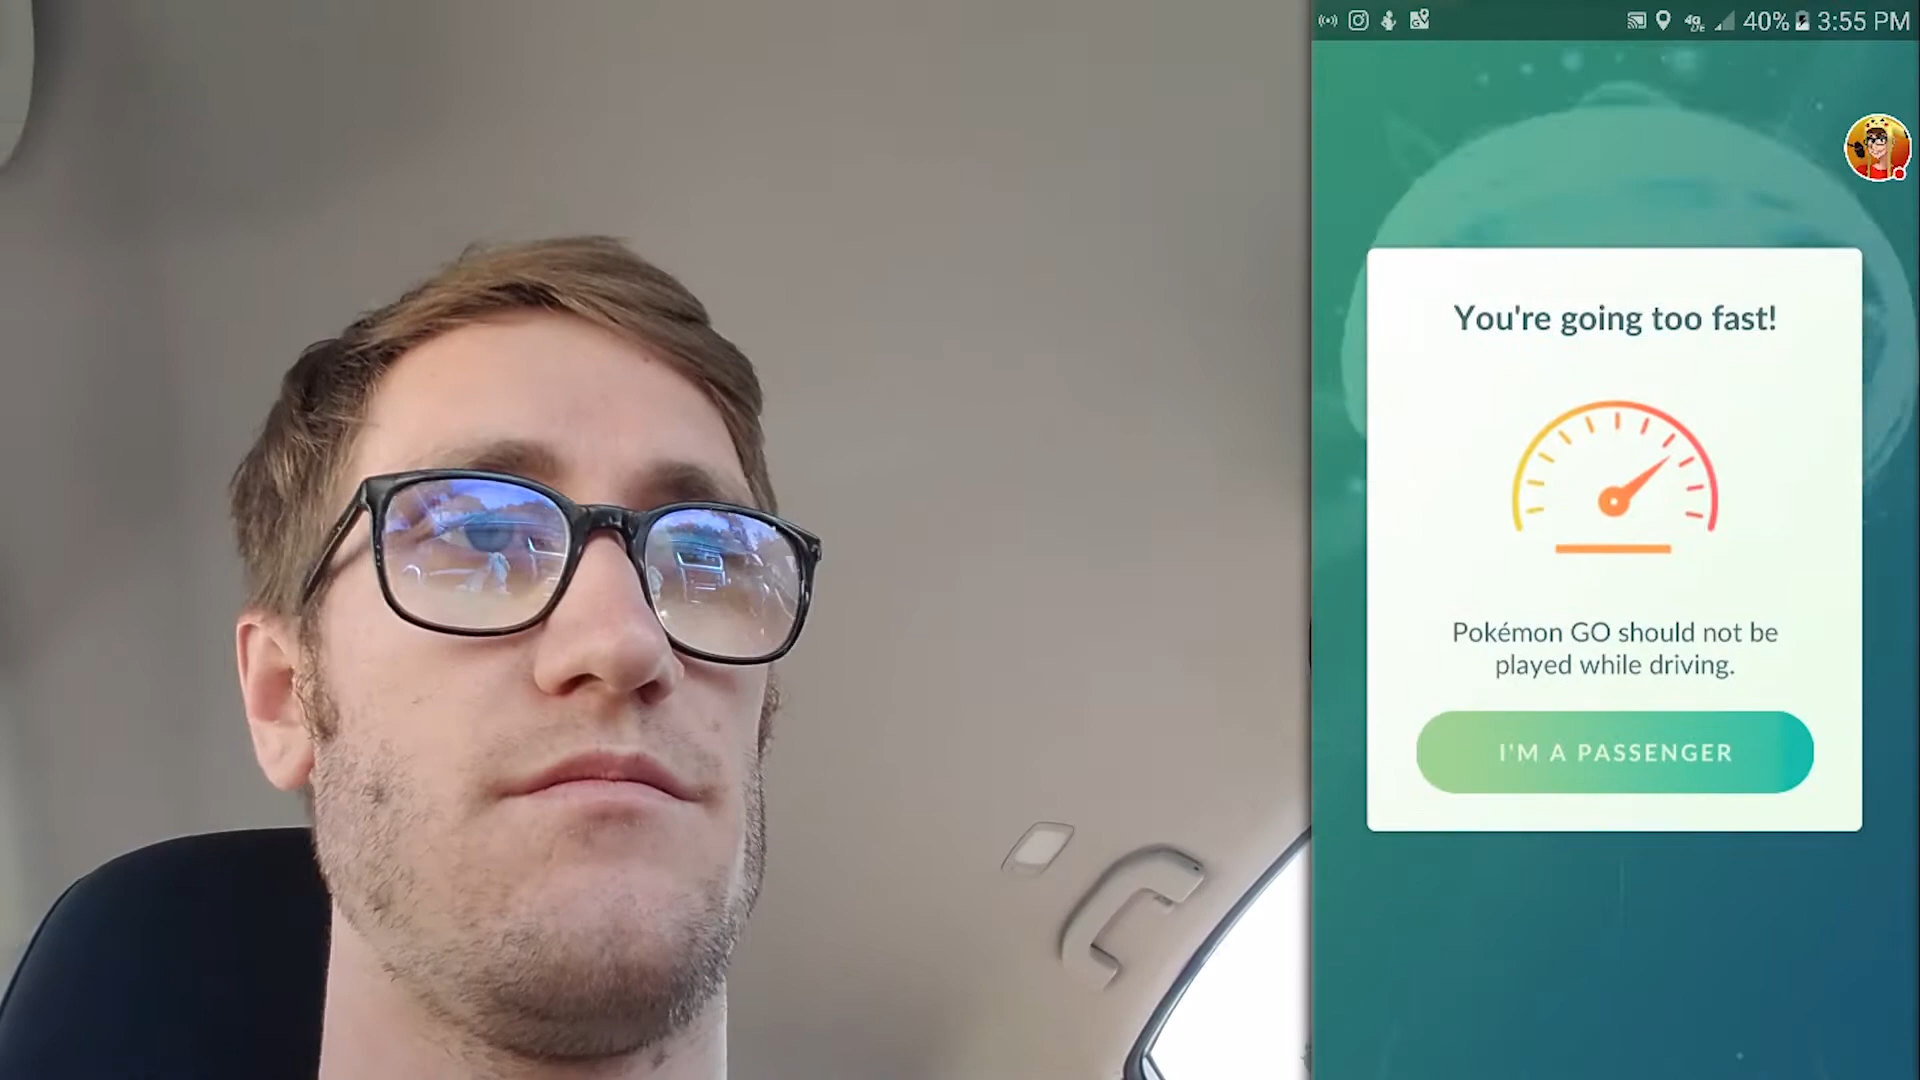 40% 3:55 PM
You're going too fast!
Pokémon GO should not be
played while driving.
I'M A PASSENGER